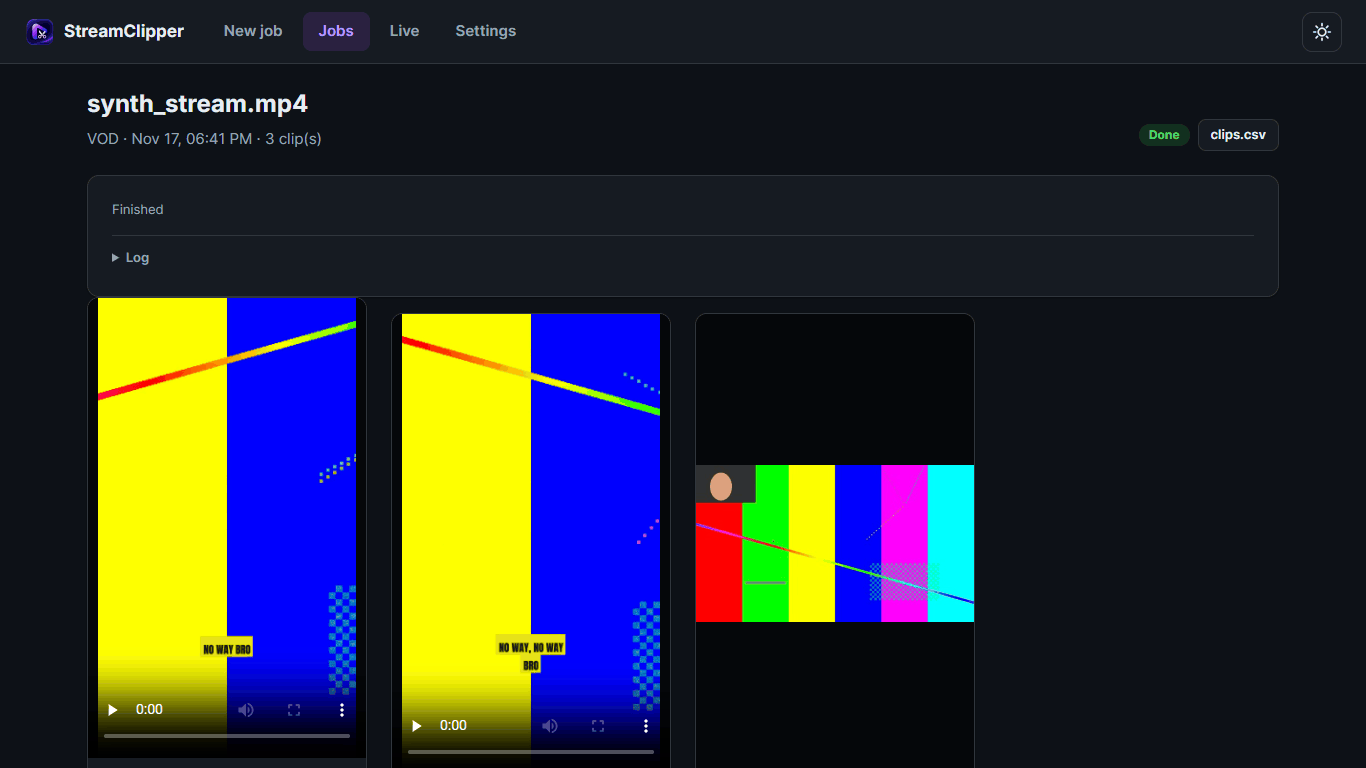 StreamClipper
New job
Jobs
Live
Settings
synth_stream.mp4
VOD · Nov 17, 06:41 PM · 3 clip(s)
Done
clips.csv
Finished
Log
NO WAY BRO
0:00
NO WAY, NO WAY
BRO
0:00